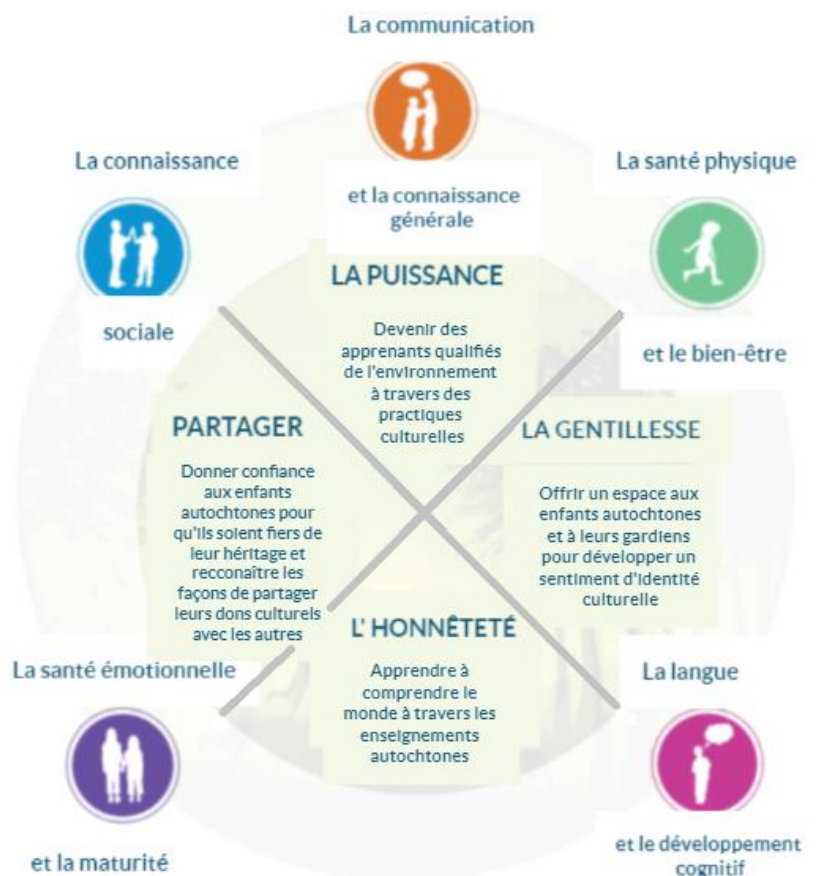 La communication
et la connaissance
générale
La connaissance
sociale
La santé physique
et le bien-être
LA PUISSANCE
Devenir des
apprenants qualifiés
de l'environnement
à travers des
practiques
culturelles
PARTAGER
Donner confiance
aux enfants
autochtones pour
qu'ils soient fiers de
leur héritage et
recconaître les
façons de partager
leurs dons culturels
avec les autres
LA GENTILLESSE
Offrir un espace aux
enfants autochtones
et à leurs gardiens
pour développer un
sentiment d'identité
culturelle
L' HONNÊTETÉ
Apprendre à
comprendre le
monde à travers les
enseignements
autochtones
La santé émotionnelle
et la maturité
La langue
et le développement
cognitif